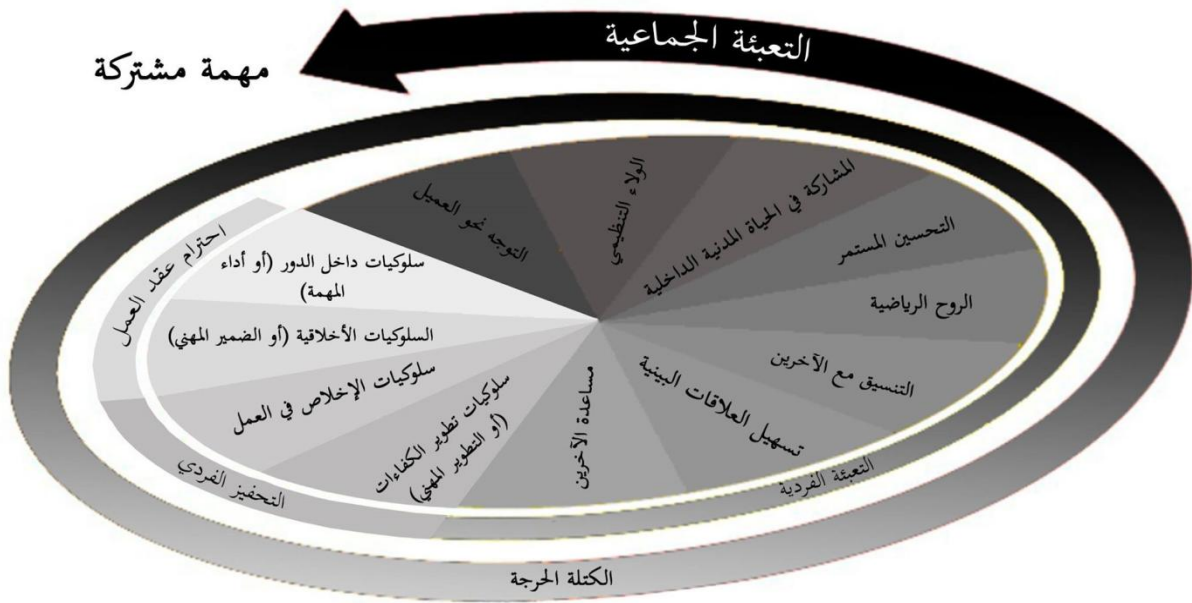 التعبئة الجماعية
مهمة مشتركة
التوجه نحو العميل
الولاء التنظيمي
المشاركة في الحياة المدنية الداخلية
التحسين المستمر
الروح الرياضية
التنسيق مع الآخرين
تسهيل العلاقات البينية
مساعدة الآخرين
سلوكيات تطوير الكفاءات
(أو التطوير المهني)
سلوكيات الإخلاص في العمل
السلوكيات الأخلاقية (أو الضمير المهني)
سلوكيات داخل الدور (أو أداء
المهمة)
احترام عقد العمل
التحفيز الفردي
التعبئة الفردية
الكتلة الحرجة